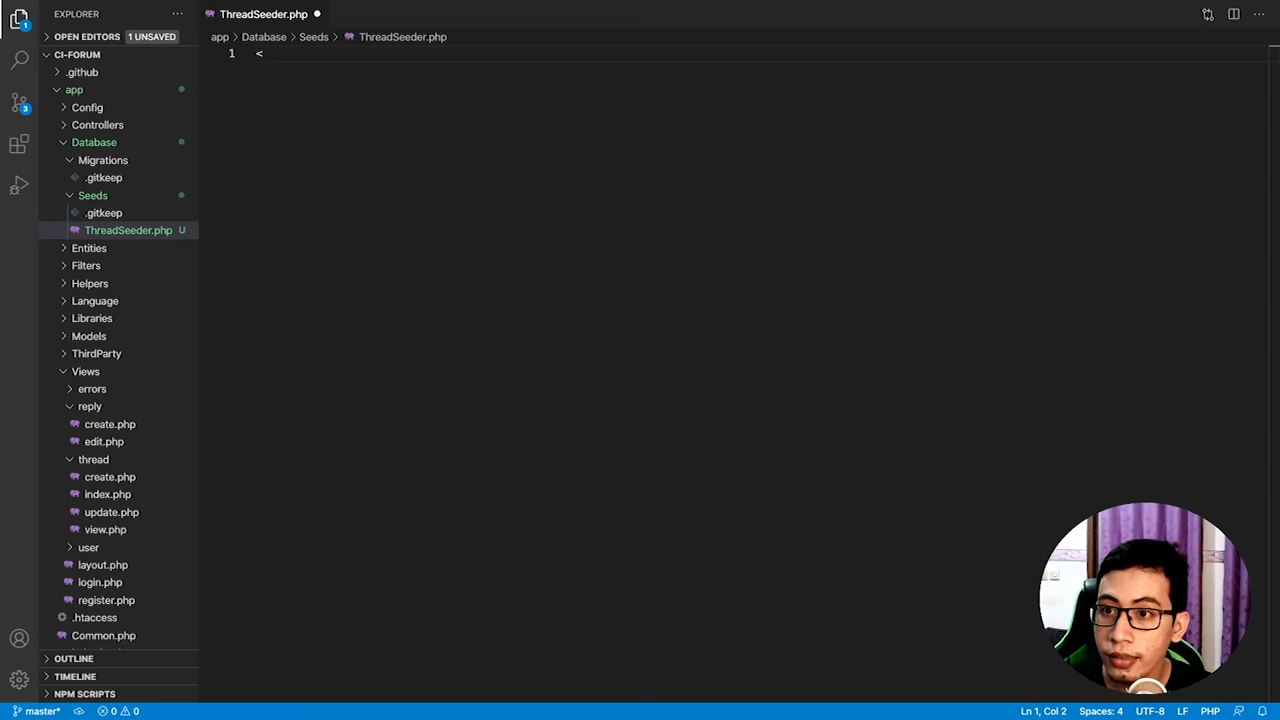 EXPLORER
ThreadSeeder.php
1
OPEN EDITORS 1 UNSAVED
app > Database > Seeds > ThreadSeeder.php
CI-FORUM
1 <
.github
app
3
Config
Controllers
Database
Migrations
.gitkeep
Seeds
.gitkeep
ThreadSeeder.php U
Entities
Filters
Helpers
Language
Libraries
Models
ThirdParty
Views
errors
reply
create.php
edit.php
thread
create.php
index.php
update.php
view.php
user
layout.php
login.php
register.php
.htaccess
Common.php
OUTLINE
TIMELINE
NPM SCRIPTS
master* 0 0 Ln 1, Col 2 Spaces: 4 UTF-8 LF PHP